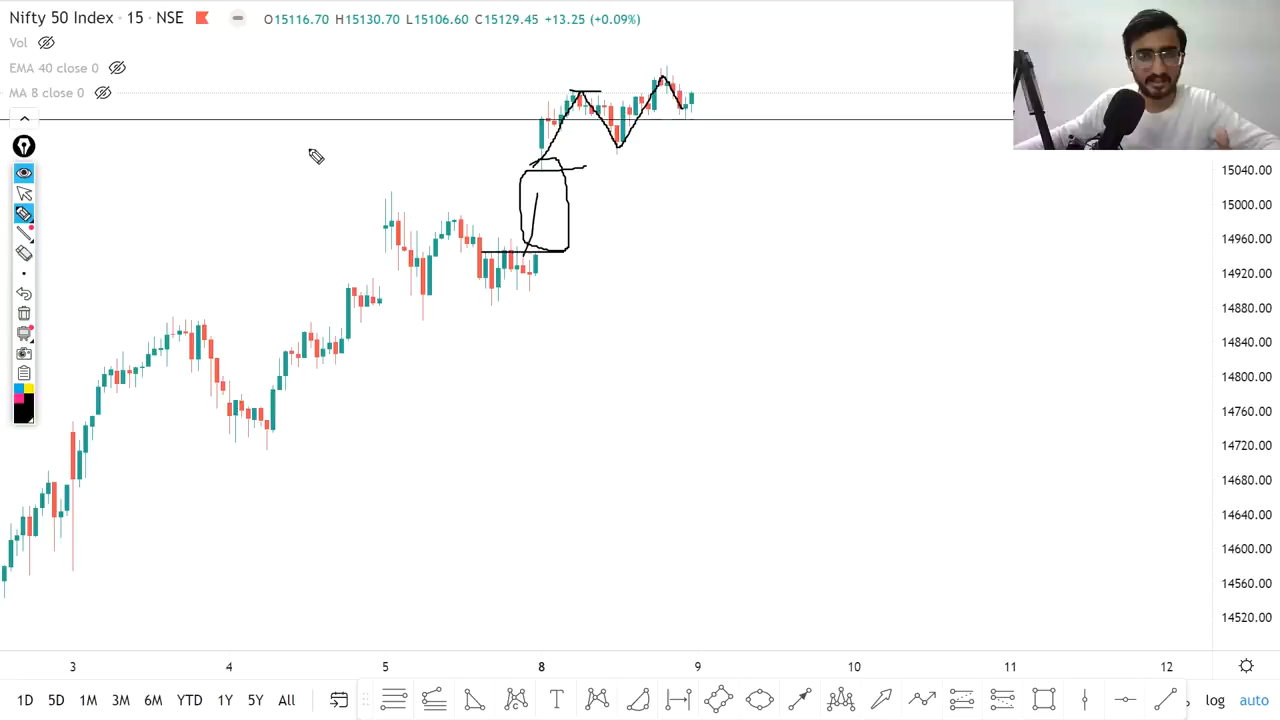 Nifty 50 Index · 15 · NSE O15116.70 H15130.70 L15106.60 C15129.45 +13.25 (+0.09%)
Vol
EMA 40 close 0
MA 8 close 0
15040.00
15000.00
14960.00
14920.00
14880.00
14840.00
14800.00
14760.00
14720.00
14680.00
14640.00
14600.00
14560.00
14520.00
3 4 5 8 9 10 11 12
1D 5D 1M 3M 6M YTD 1Y 5Y All log auto